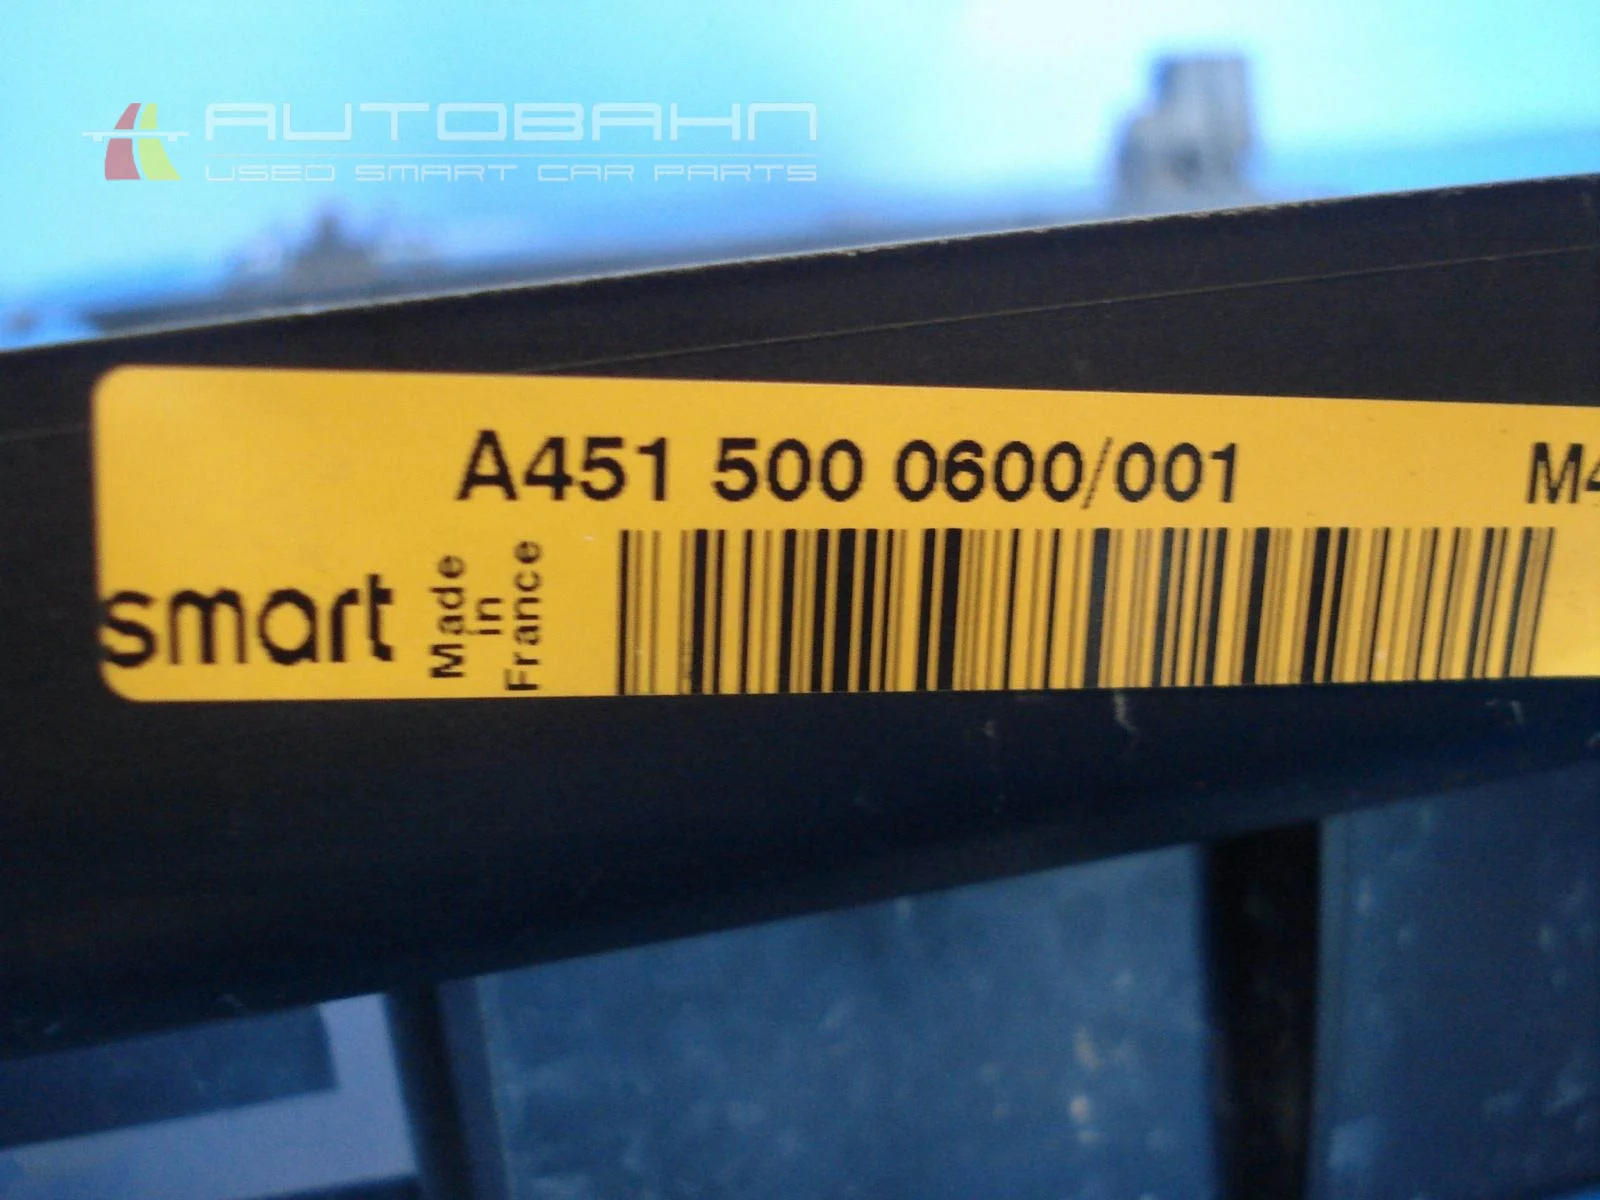 AUTOBAHN
USED SMART CAR PARTS
A451 500 0600/001
smart
Made
in
France